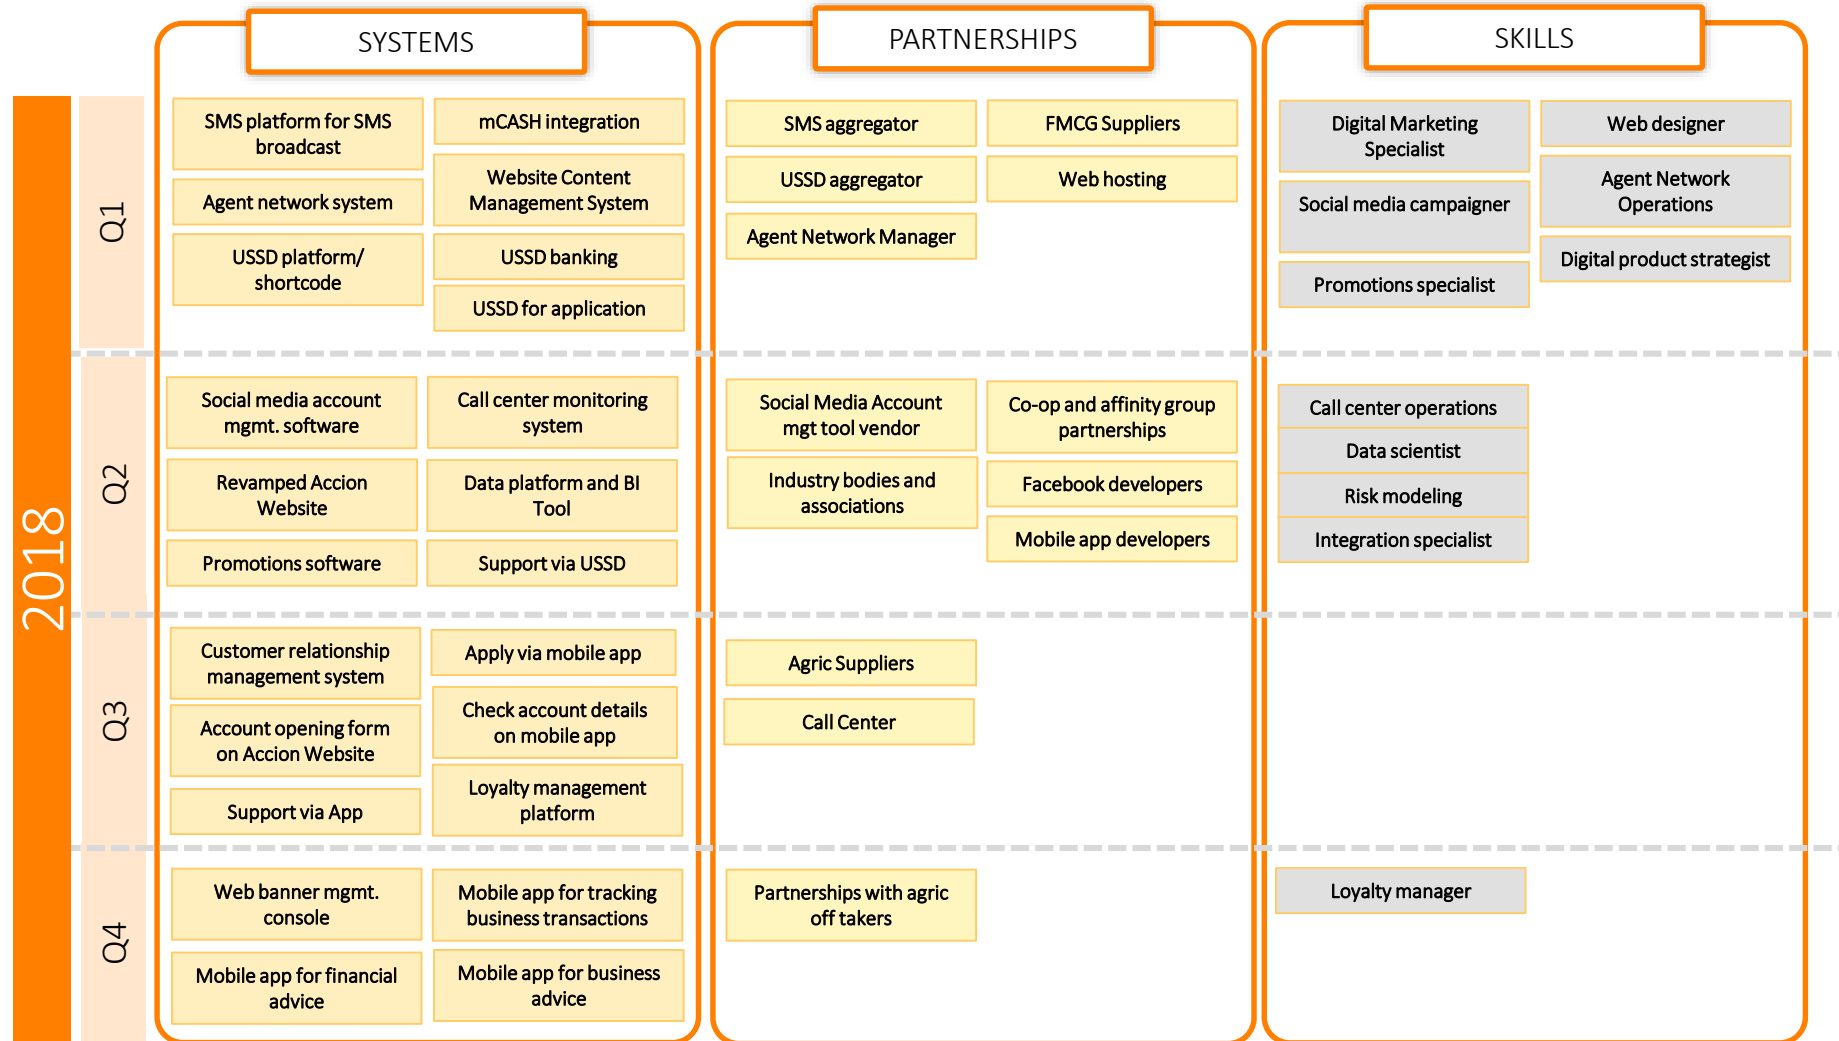 SYSTEMS
PARTNERSHIPS
SKILLS
2018
Q1
SMS platform for SMS
broadcast
Agent network system
USSD platform/
shortcode
mCASH integration
Website Content
Management System
USSD banking
USSD for application
SMS aggregator
USSD aggregator
Agent Network Manager
FMCG Suppliers
Web hosting
Digital Marketing
Specialist
Social media campaigner
Promotions specialist
Web designer
Agent Network
Operations
Digital product strategist
Q2
Social media account
mgmt. software
Revamped Accion
Website
Promotions software
Call center monitoring
system
Data platform and BI
Tool
Support via USSD
Social Media Account
mgt tool vendor
Industry bodies and
associations
Co-op and affinity group
partnerships
Facebook developers
Mobile app developers
Call center operations
Data scientist
Risk modeling
Integration specialist
Q3
Customer relationship
management system
Account opening form
on Accion Website
Support via App
Apply via mobile app
Check account details
on mobile app
Loyalty management
platform
Agric Suppliers
Call Center
Q4
Web banner mgmt.
console
Mobile app for financial
advice
Mobile app for tracking
business transactions
Mobile app for business
advice
Partnerships with agric
off takers
Loyalty manager